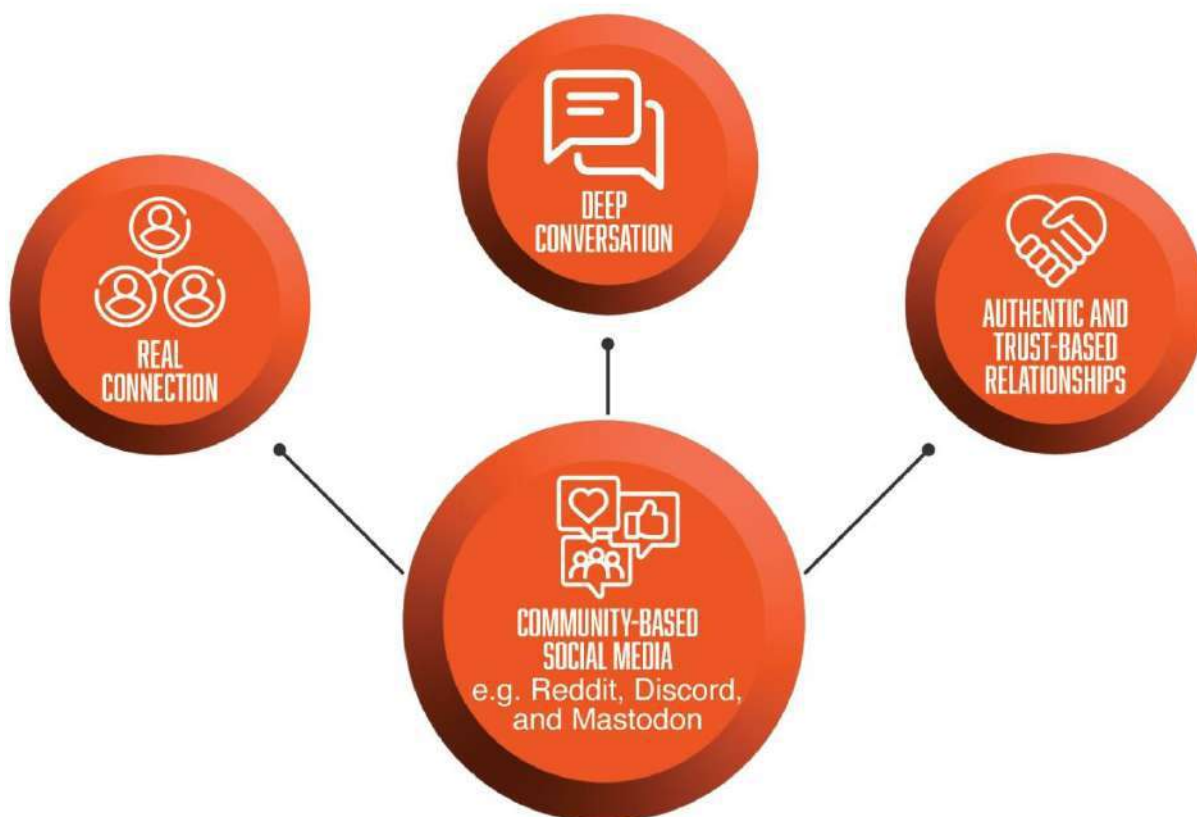 DEEP
CONVERSATION
REAL
CONNECTION
AUTHENTIC AND
TRUST-BASED
RELATIONSHIPS
COMMUNITY-BASED
SOCIAL MEDIA
e.g. Reddit, Discord,
and Mastodon